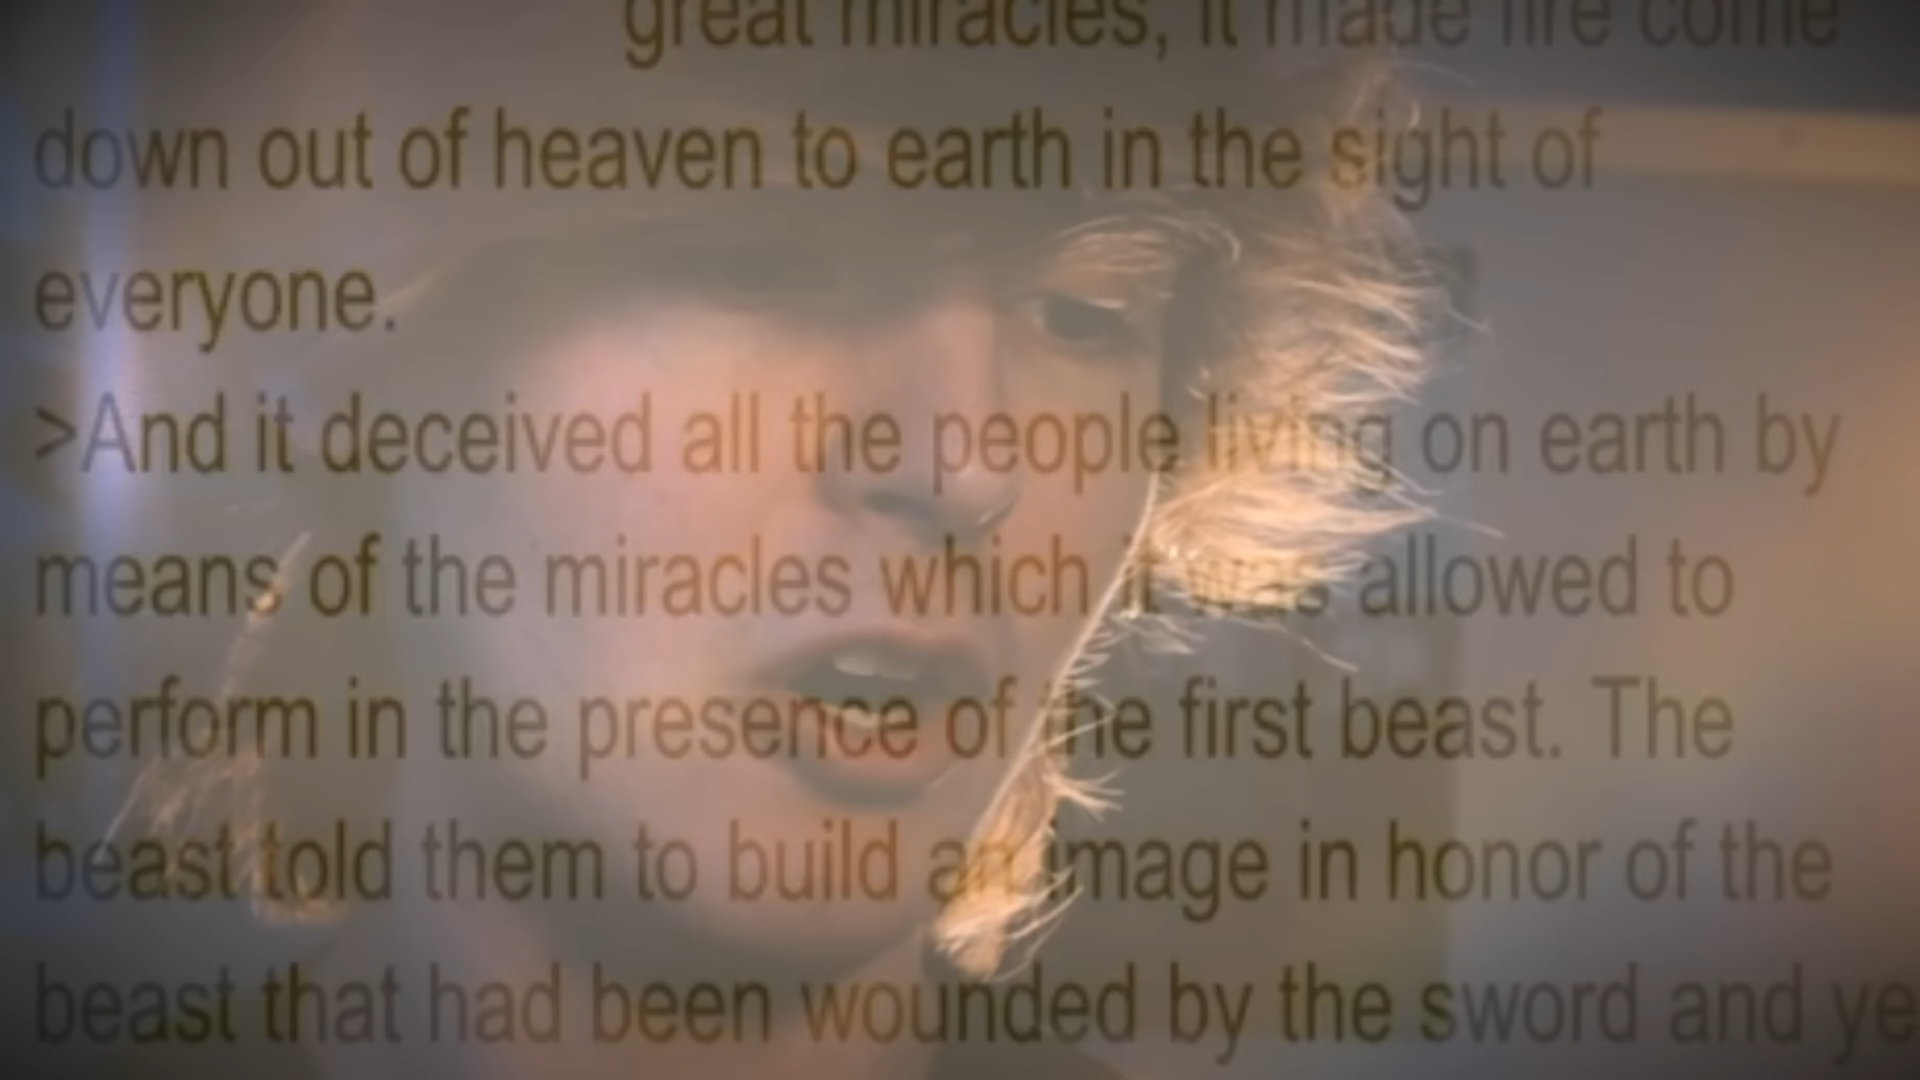 great miracles, it made fire come
down out of heaven to earth in the sight of
everyone.
>And it deceived all the people living on earth by
means of the miracles which it was allowed to
perform in the presence of the first beast. The
beast told them to build an image in honor of the
beast that had been wounded by the sword and ye